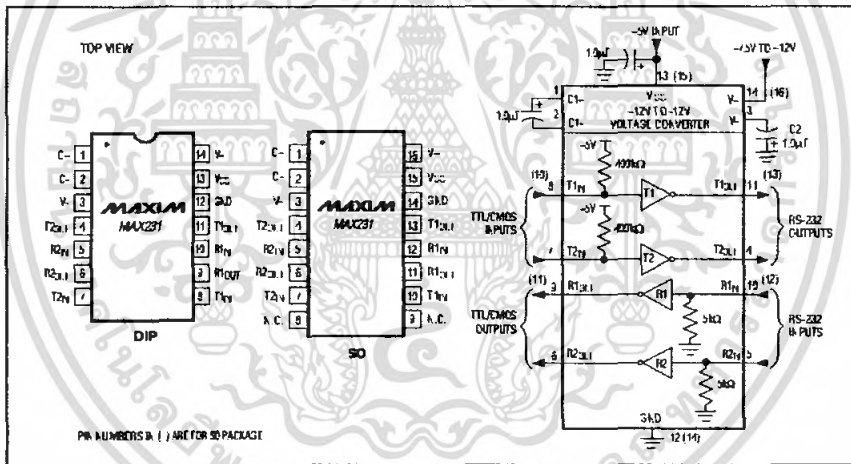 TOP VIEW
C- 1
C- 2
V- 3
T2OUT 4
R2IN 5
R2OUT 6
T2IN 7
14 V-
13 VCC
12 GND
11 T1OUT
10 R1IN
9 R1OUT
8 T1IN
MAXIM
MAX231
DIP
C- 1
C- 2
V- 3
T2OUT 4
R2IN 5
R2OUT 6
T2IN 7
N.C. 8
16 V-
15 VCC
14 GND
13 T1OUT
12 R1IN
11 R1OUT
10 T1IN
9 N.C.
MAXIM
MAX231
SO
PIN NUMBERS IN ( ) ARE FOR SO PACKAGE
-5V INPUT
1.0µF
13 (15)
-7.5V TO -12V
1
C1-
2
C1-
1.0µF
VCC
-12V TO -12V
VOLTAGE CONVERTER
14 (16)
V-
3
V-
C2
1.0µF
-5V
400kΩ
(10)
8 T1IN
T1
T1OUT 11
(13)
TTL/CMOS
INPUTS
-5V
400kΩ
7 T2IN
T2
T2OUT 4
RS-232
OUTPUTS
(11)
9 R1OUT
R1
R1IN 10
(12)
TTL/CMOS
OUTPUTS
5kΩ
RS-232
INPUTS
6 R2OUT
R2
R2IN 5
5kΩ
GND
12 (14)